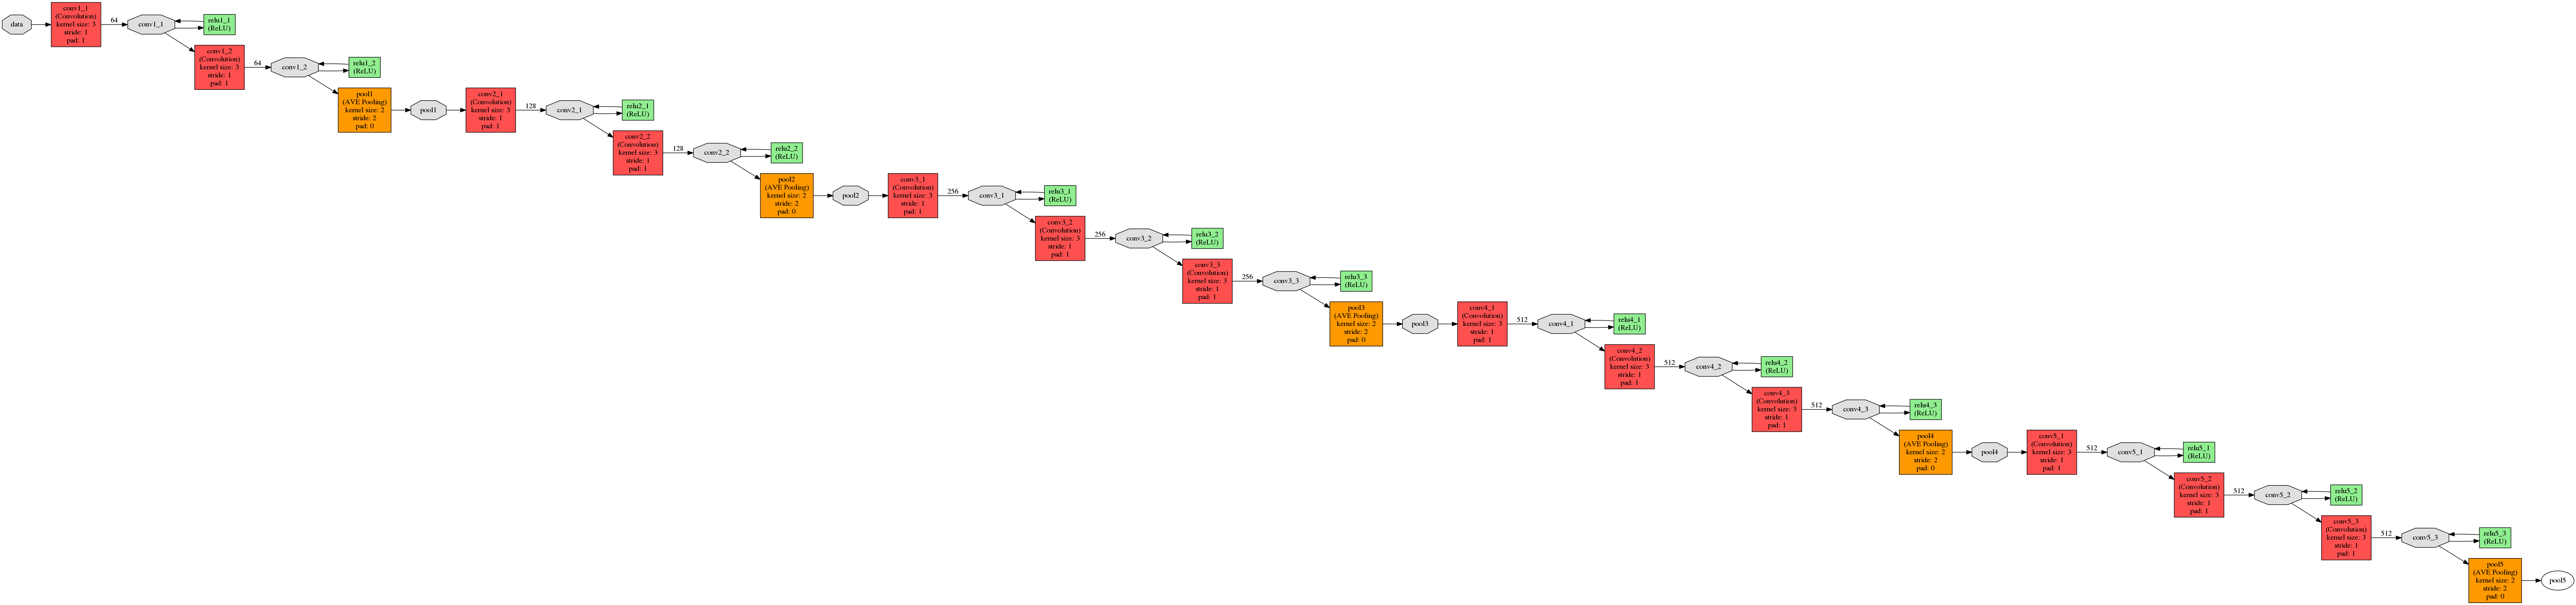 data
conv1_1
(Convolution)
kernel size: 3
stride: 1
pad: 1
64
conv1_1
relu1_1
(ReLU)
conv1_2
(Convolution)
kernel size: 3
stride: 1
pad: 1
64
conv1_2
relu1_2
(ReLU)
pool1
(AVE Pooling)
kernel size: 2
stride: 2
pad: 0
pool1
conv2_1
(Convolution)
kernel size: 3
stride: 1
pad: 1
128
conv2_1
relu2_1
(ReLU)
conv2_2
(Convolution)
kernel size: 3
stride: 1
pad: 1
128
conv2_2
relu2_2
(ReLU)
pool2
(AVE Pooling)
kernel size: 2
stride: 2
pad: 0
pool2
conv3_1
(Convolution)
kernel size: 3
stride: 1
pad: 1
256
conv3_1
relu3_1
(ReLU)
conv3_2
(Convolution)
kernel size: 3
stride: 1
pad: 1
256
conv3_2
relu3_2
(ReLU)
conv3_3
(Convolution)
kernel size: 3
stride: 1
pad: 1
256
conv3_3
relu3_3
(ReLU)
pool3
(AVE Pooling)
kernel size: 2
stride: 2
pad: 0
pool3
conv4_1
(Convolution)
kernel size: 3
stride: 1
pad: 1
512
conv4_1
relu4_1
(ReLU)
conv4_2
(Convolution)
kernel size: 3
stride: 1
pad: 1
512
conv4_2
relu4_2
(ReLU)
conv4_3
(Convolution)
kernel size: 3
stride: 1
pad: 1
512
conv4_3
relu4_3
(ReLU)
pool4
(AVE Pooling)
kernel size: 2
stride: 2
pad: 0
pool4
conv5_1
(Convolution)
kernel size: 3
stride: 1
pad: 1
512
conv5_1
relu5_1
(ReLU)
conv5_2
(Convolution)
kernel size: 3
stride: 1
pad: 1
512
conv5_2
relu5_2
(ReLU)
conv5_3
(Convolution)
kernel size: 3
stride: 1
pad: 1
512
conv5_3
relu5_3
(ReLU)
pool5
(AVE Pooling)
kernel size: 2
stride: 2
pad: 0
pool5